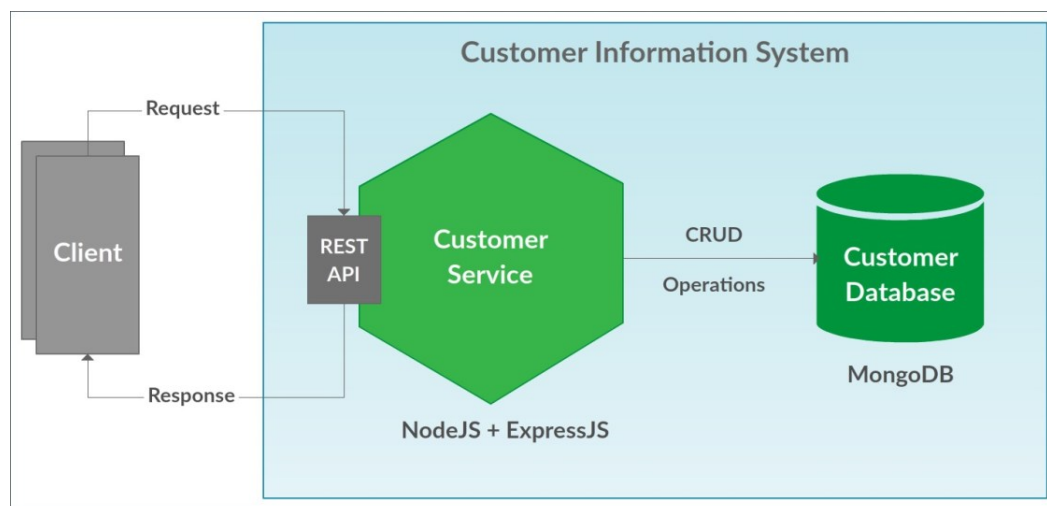 Customer Information System
Request
Client
REST
API
Customer
Service
CRUD
Operations
Customer
Database
MongoDB
Response
NodeJS + ExpressJS